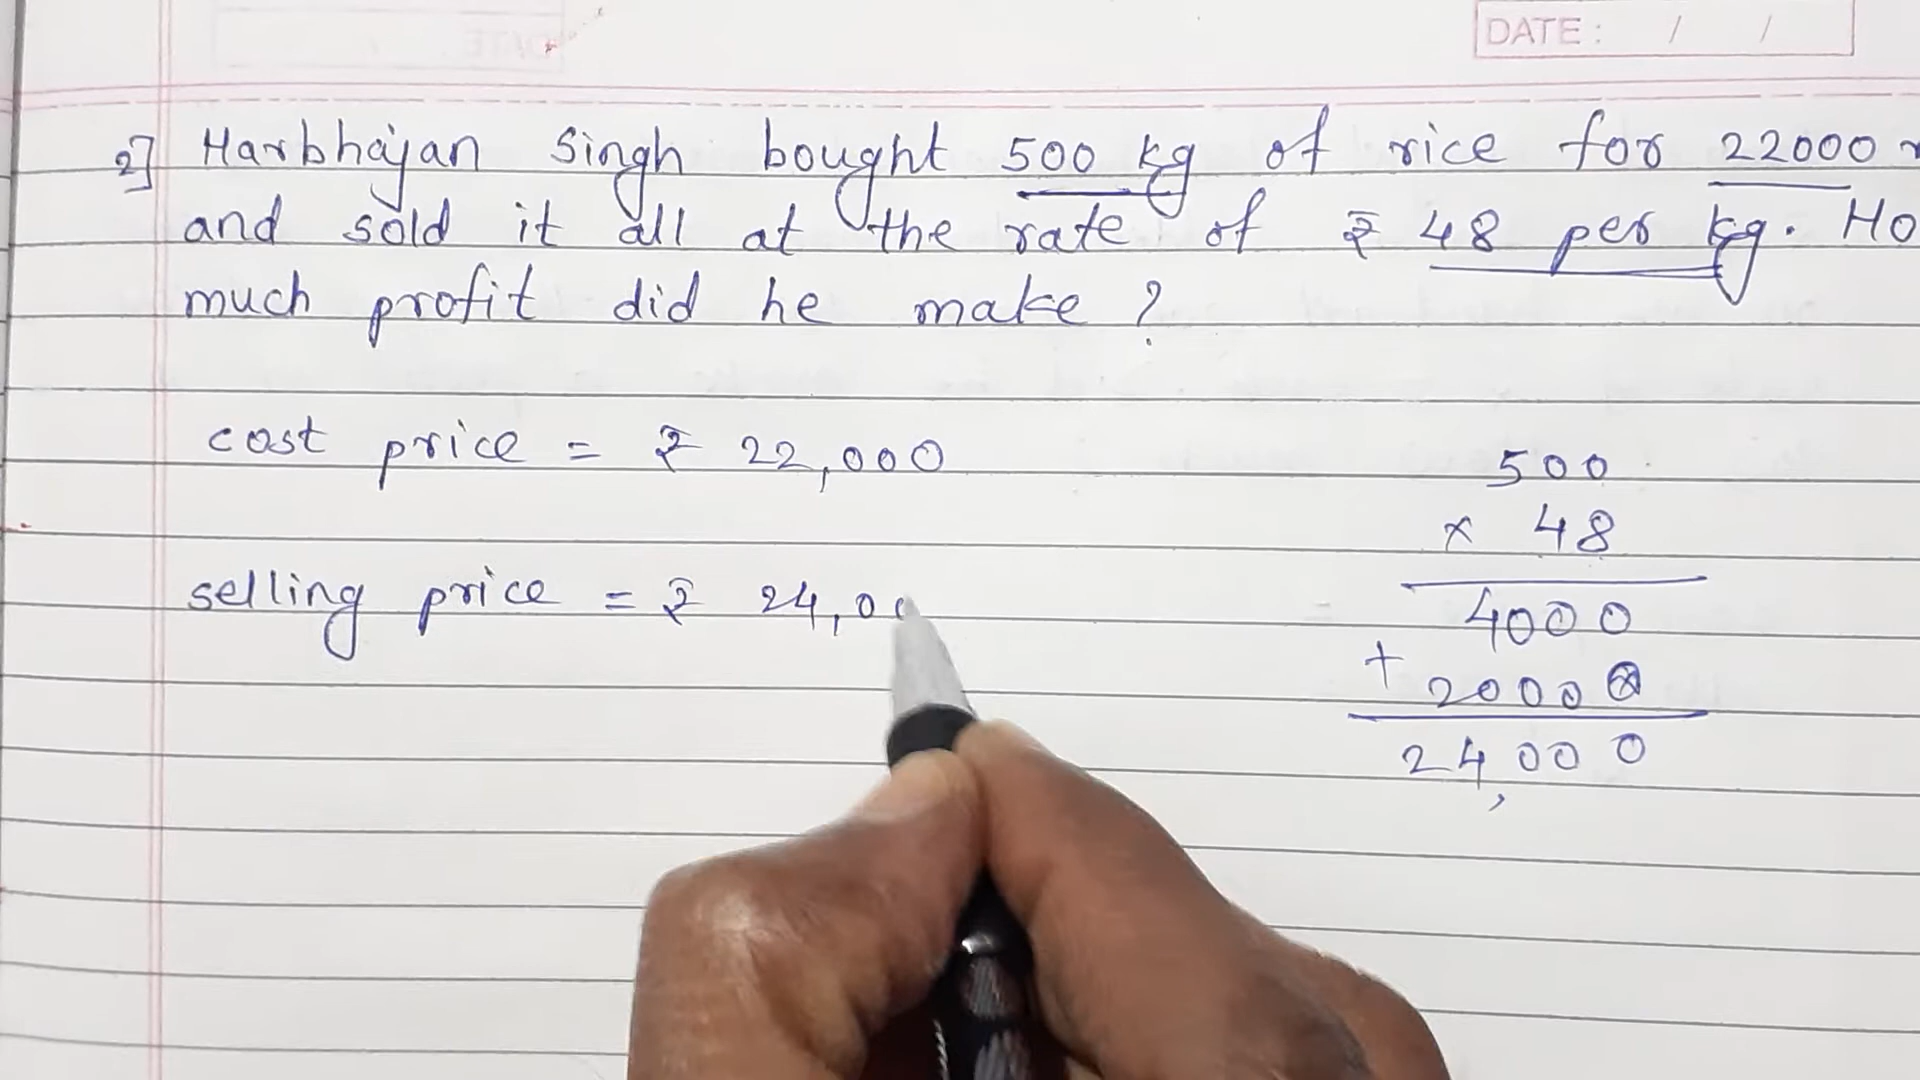 DATE : / /
2] Harbhajan Singh bought 500 kg of rice for 22000
and sold it all at the rate of ₹ 48 per kg. Ho
much profit did he make ?
cost price = ₹ 22,000
500
× 48
4000
+ 20000
24,000
selling price = ₹ 24,00